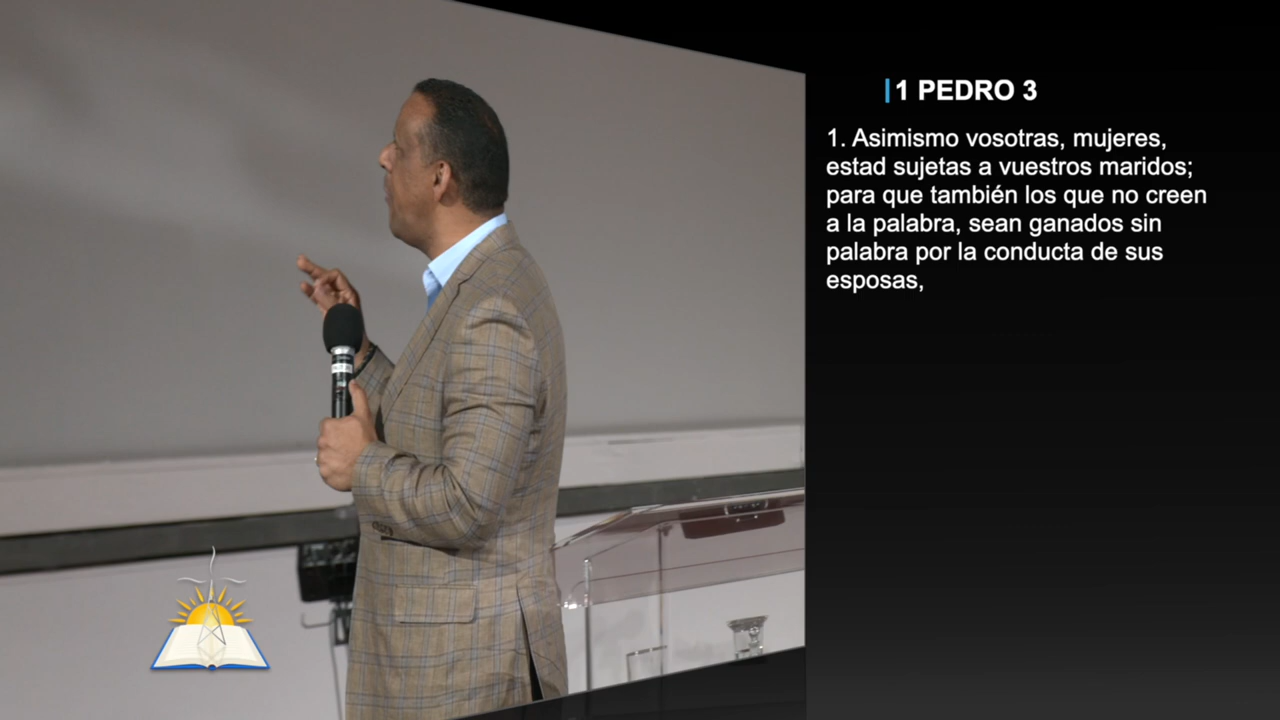 1 PEDRO 3
1. Asimismo vosotras, mujeres,
estad sujetas a vuestros maridos;
para que también los que no creen
a la palabra, sean ganados sin
palabra por la conducta de sus
esposas,